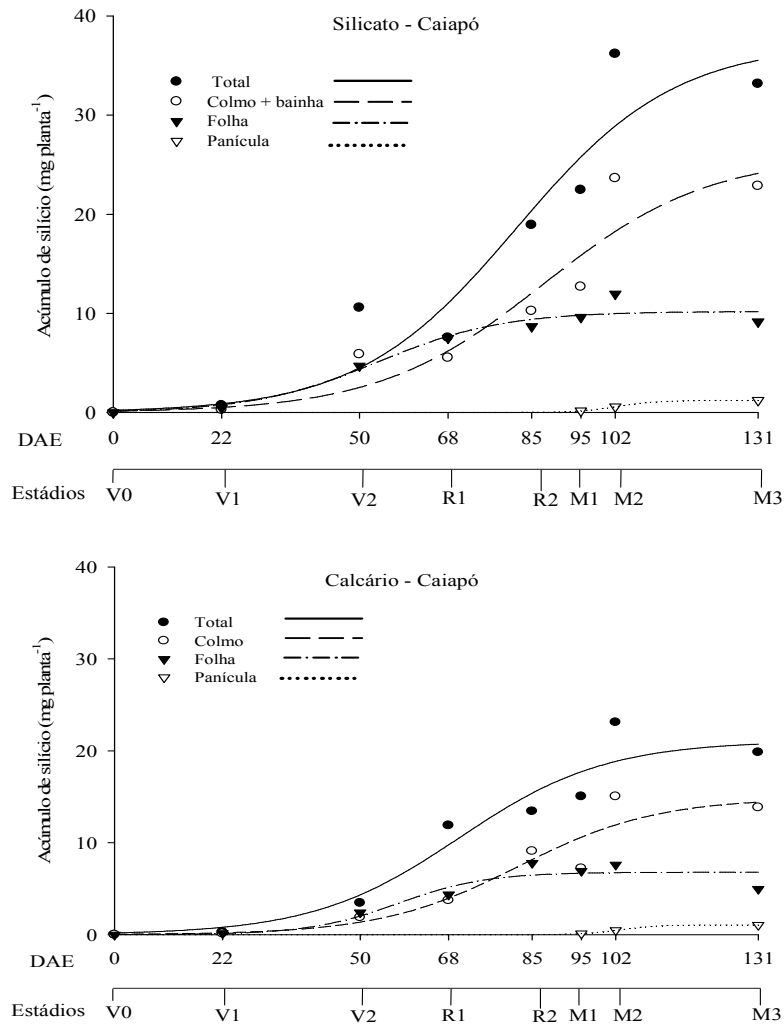 Silicato - Caiapó
Total
Colmo + bainha
Folha
Panícula
Acúmulo de silício (mg planta-1)
40
30
20
10
0
DAE 0 22 50 68 85 95 102 131
Estádios V0 V1 V2 R1 R2 M1 M2 M3
Calcário - Caiapó
Total
Colmo
Folha
Panícula
Acúmulo de silício (mg planta-1)
40
30
20
10
0
DAE 0 22 50 68 85 95 102 131
Estádios V0 V1 V2 R1 R2 M1 M2 M3